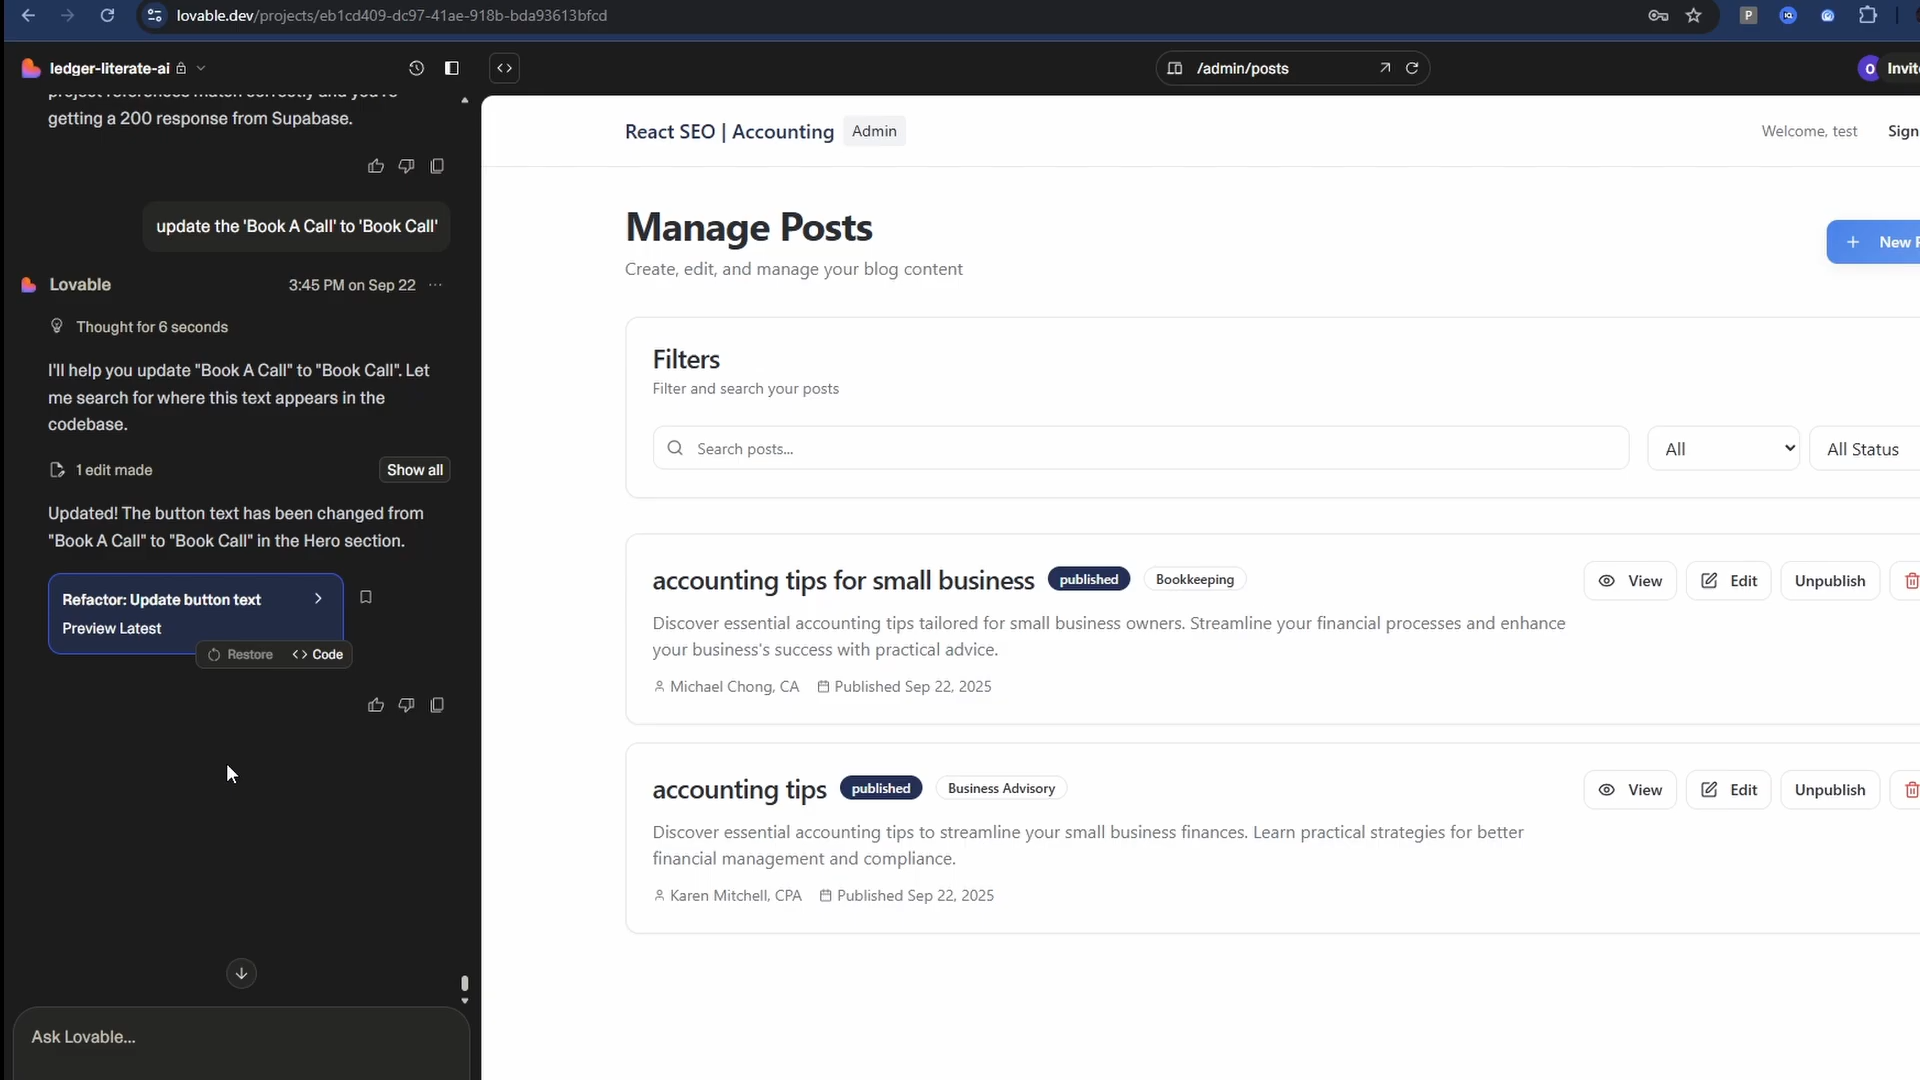 lovable.dev/projects/eb1cd409-dc97-41ae-918b-bda93613bfcd
P
ledger-literate-ai
/admin/posts
O
Invite
getting a 200 response from Supabase.
update the 'Book A Call' to 'Book Call'
Lovable
3:45 PM on Sep 22
Thought for 6 seconds
I'll help you update "Book A Call" to "Book Call". Let
me search for where this text appears in the
codebase.
1 edit made
Show all
Updated! The button text has been changed from
"Book A Call" to "Book Call" in the Hero section.
Refactor: Update button text
Preview Latest
Restore
Code
Ask Lovable...
React SEO | Accounting
Admin
Welcome, test
Sign
Manage Posts
Create, edit, and manage your blog content
New
Filters
Filter and search your posts
Search posts...
All
All Status
accounting tips for small business
published
Bookkeeping
View
Edit
Unpublish
Discover essential accounting tips tailored for small business owners. Streamline your financial processes and enhance
your business's success with practical advice.
Michael Chong, CA
Published Sep 22, 2025
accounting tips
published
Business Advisory
View
Edit
Unpublish
Discover essential accounting tips to streamline your small business finances. Learn practical strategies for better
financial management and compliance.
Karen Mitchell, CPA
Published Sep 22, 2025